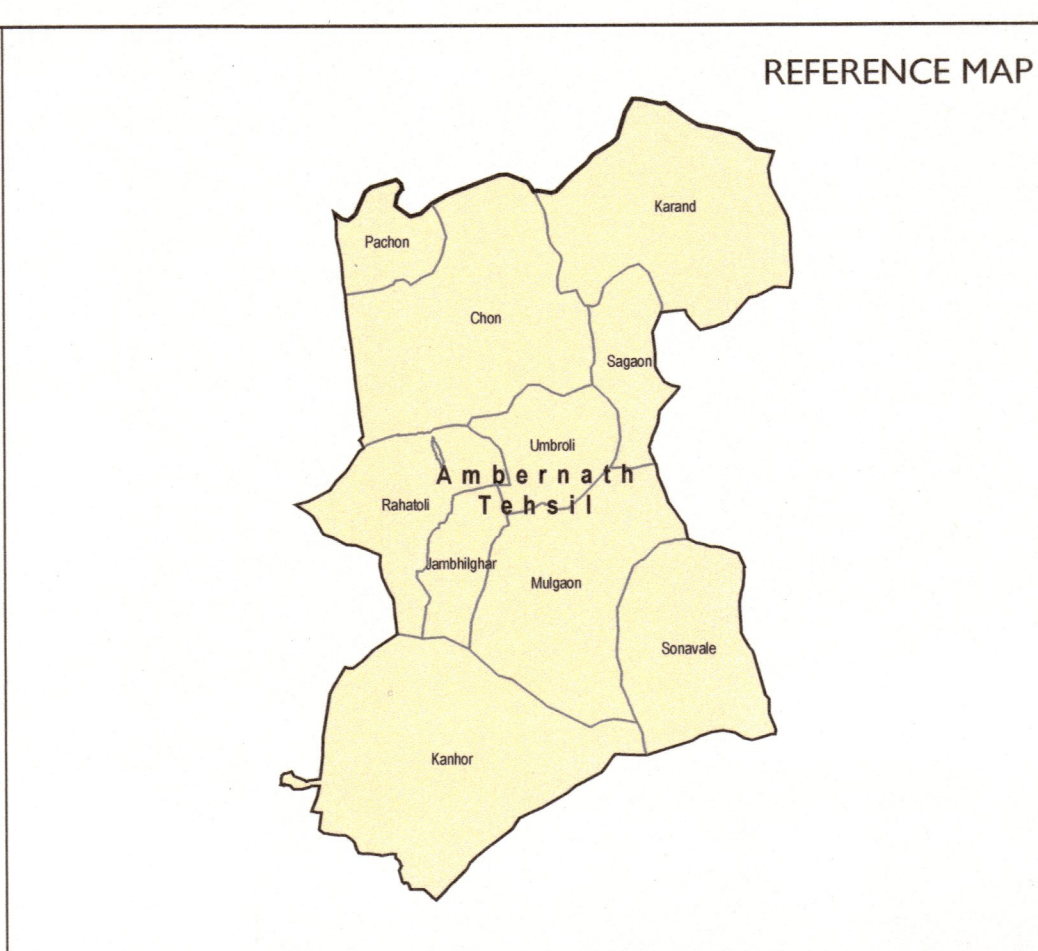 REFERENCE MAP
Karand
Pachon
Chon
Sagaon
Umbroli
Ambernath
Tehsil
Rahatoli
Jambhilghar
Mulgaon
Sonavale
Kanhor